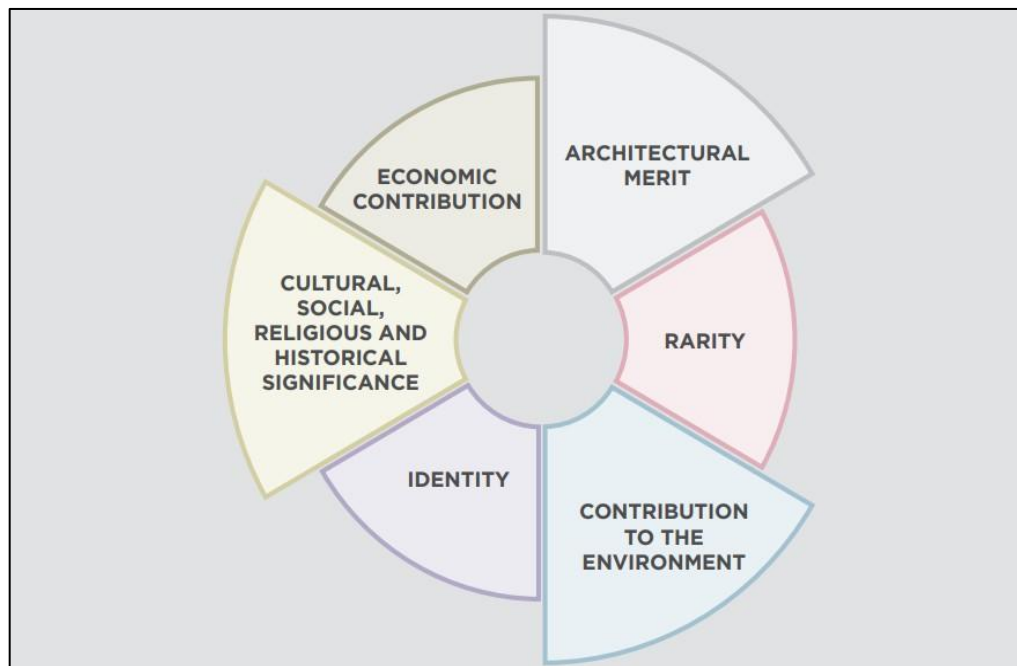 ARCHITECTURAL
MERIT
RARITY
CONTRIBUTION
TO THE
ENVIRONMENT
IDENTITY
CULTURAL,
SOCIAL,
RELIGIOUS AND
HISTORICAL
SIGNIFICANCE
ECONOMIC
CONTRIBUTION